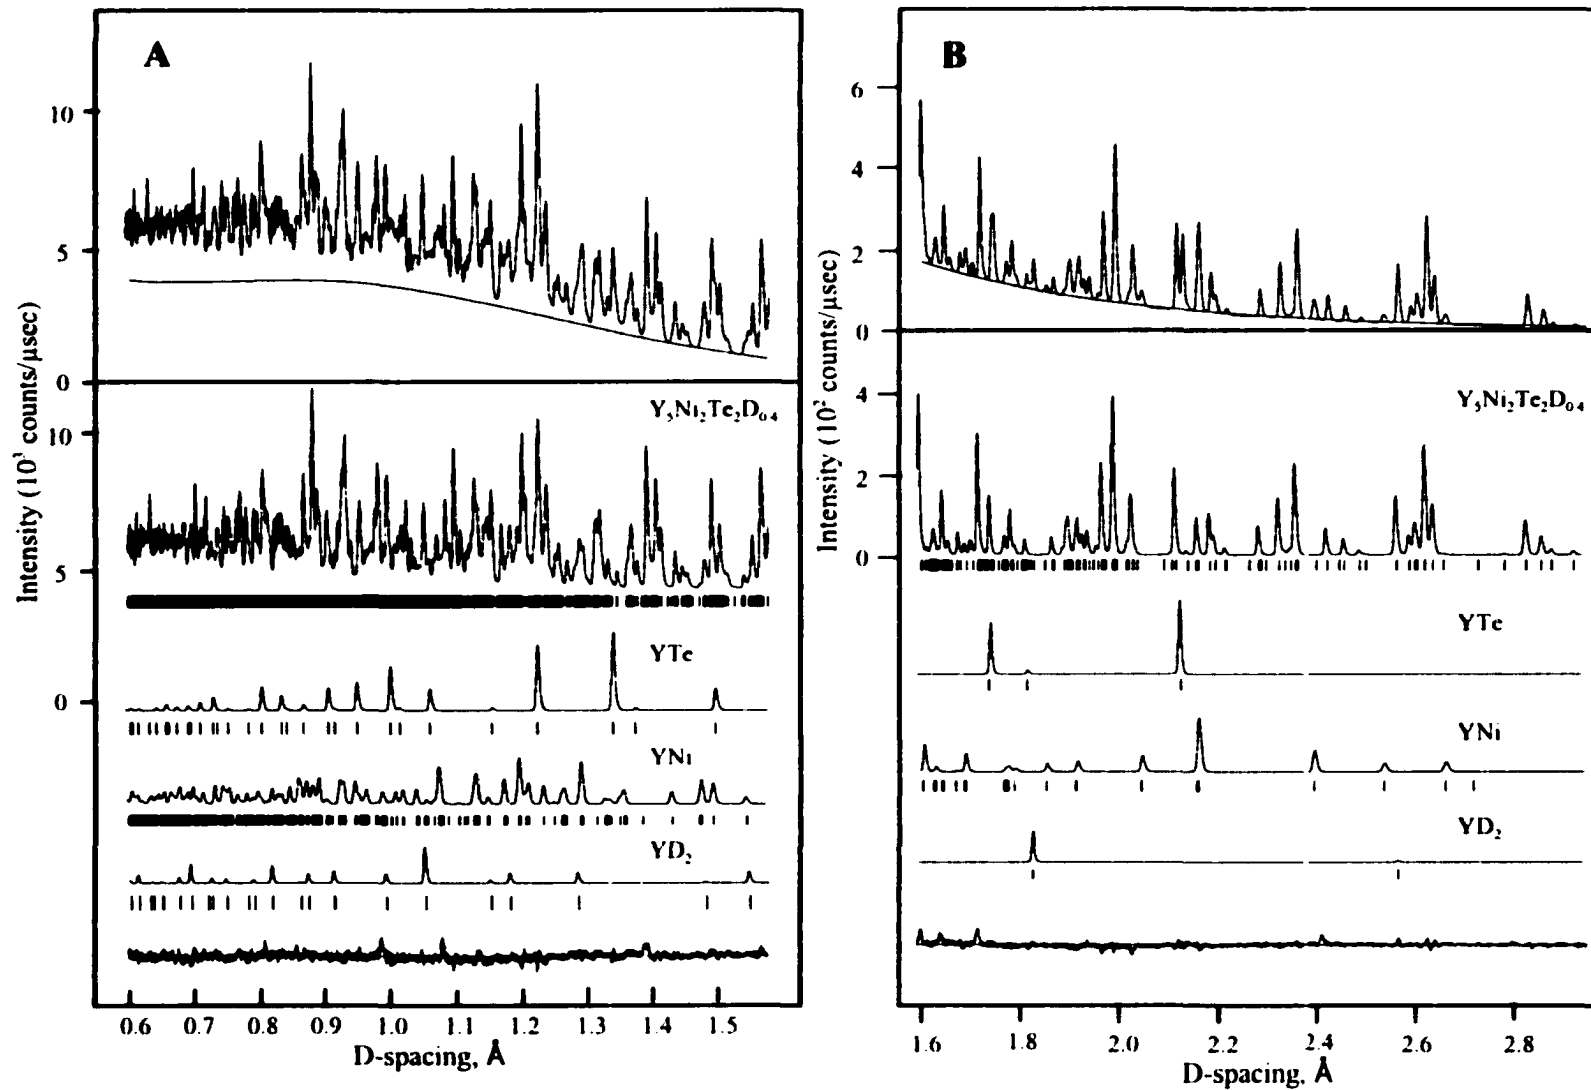 A
10
5
0
Intensity (10³ counts/μsec)
Y₅Ni₂Te₂D₀.₄
10
5
0
YTe
YNi
YD₂
0.6 0.7 0.8 0.9 1.0 1.1 1.2 1.3 1.4 1.5
D-spacing, Å
B
6
4
2
0
Intensity (10² counts/μsec)
Y₅Ni₂Te₂D₀.₄
4
2
0
YTe
YNi
YD₂
1.6 1.8 2.0 2.2 2.4 2.6 2.8
D-spacing, Å